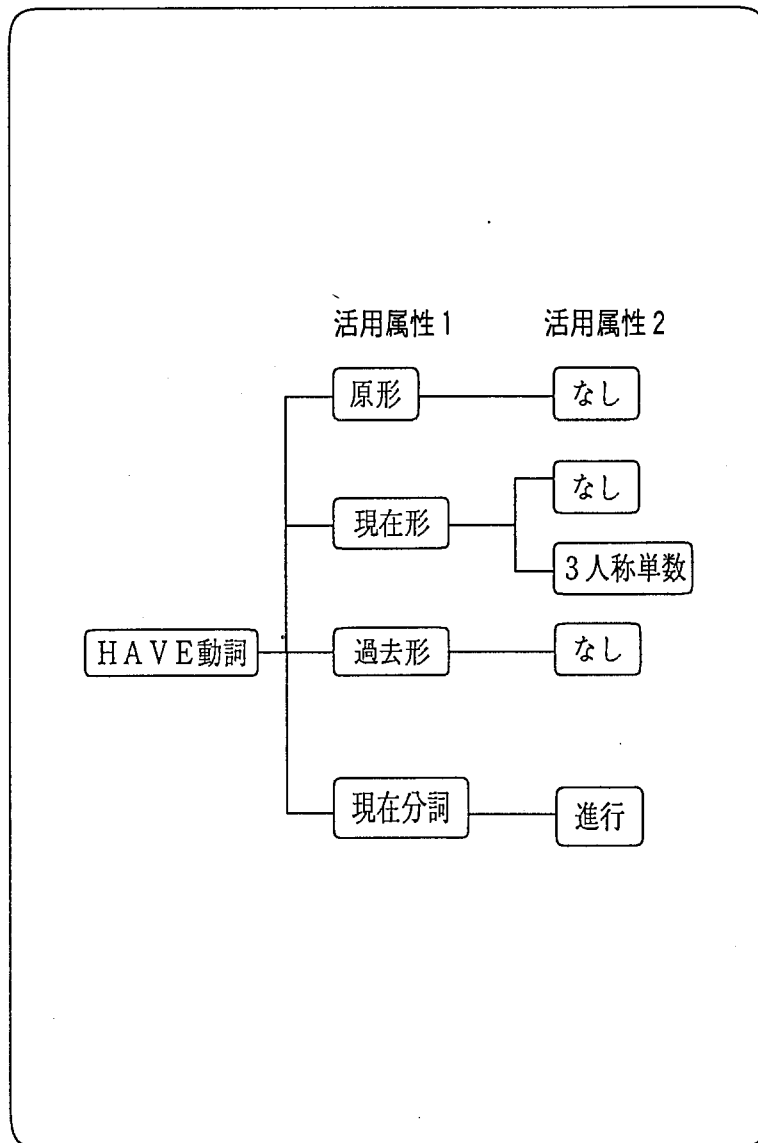 活用属性1 活用属性2
原形 なし
なし
現在形
3人称単数
HAVE動詞 過去形 なし
現在分詞 進行